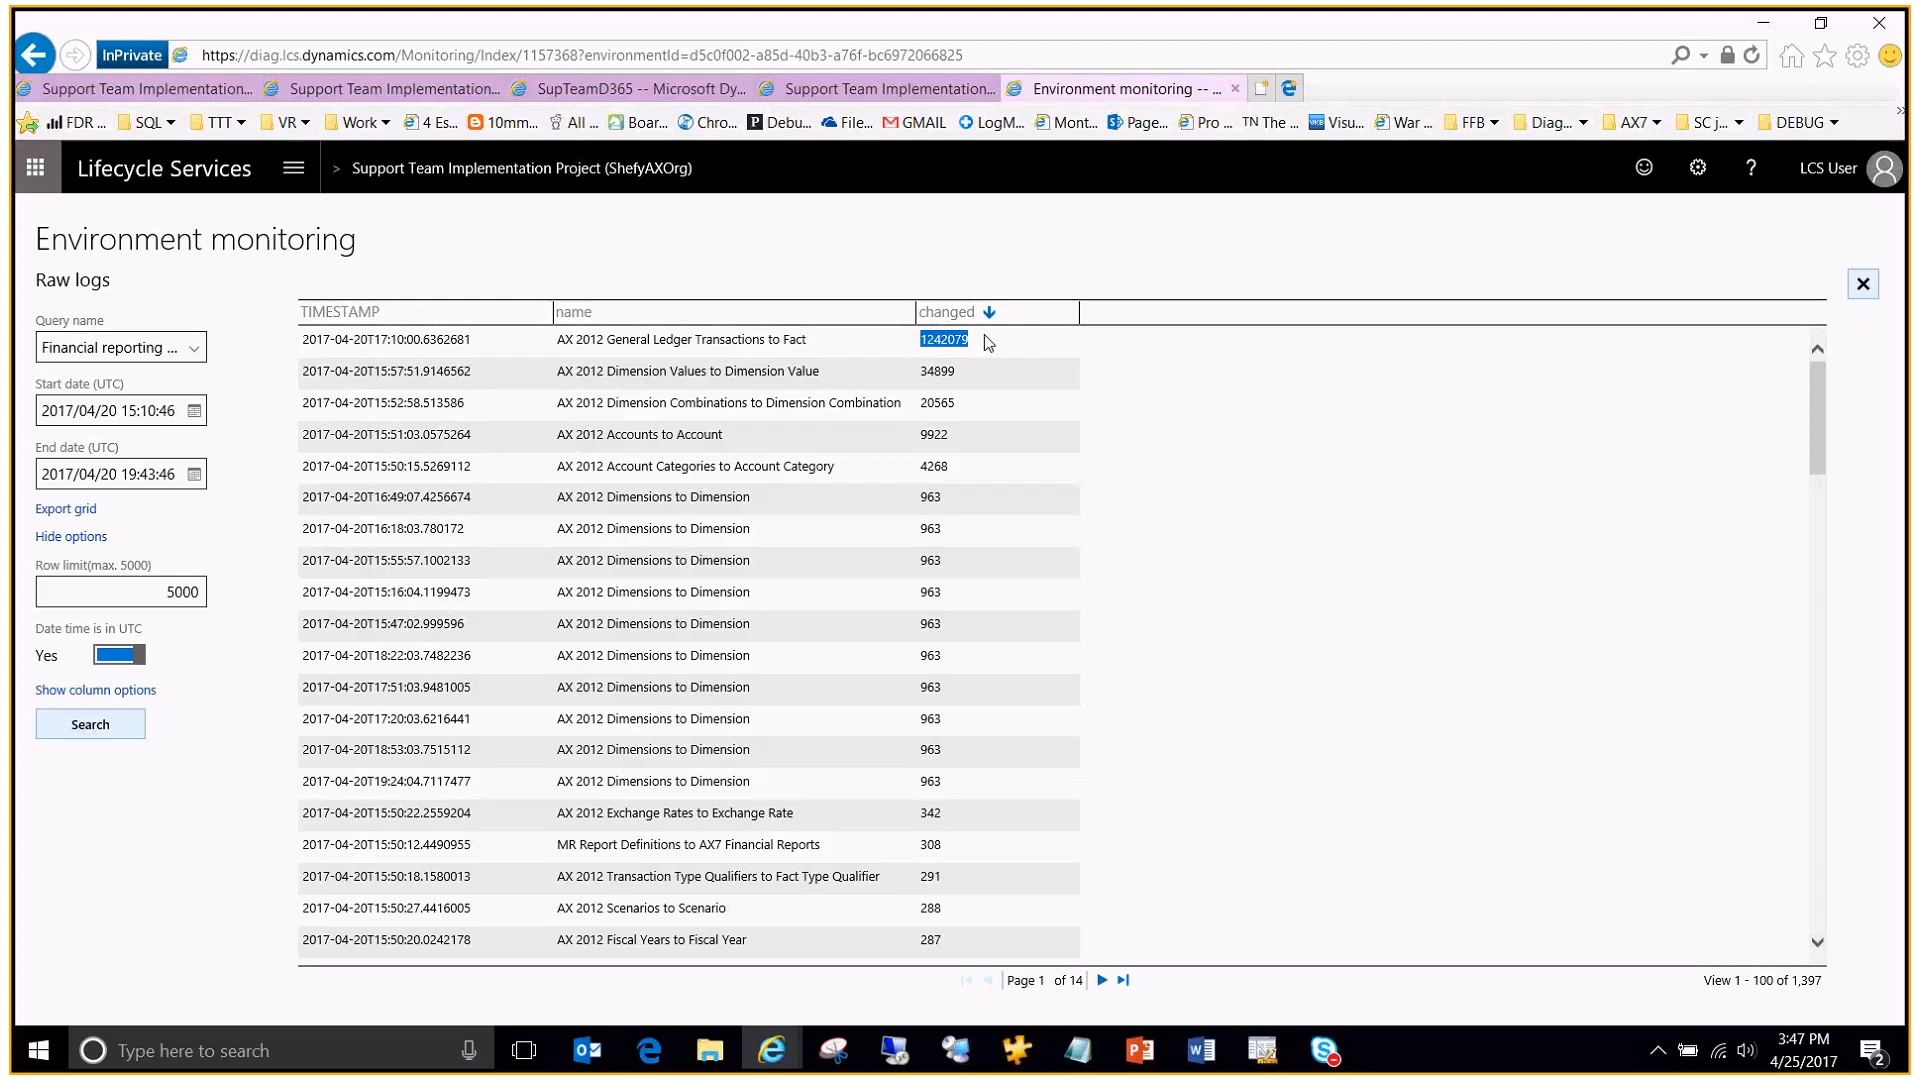 InPrivate https://diag.lcs.dynamics.com/Monitoring/Index/1157368?environmentId=d5c0f002-a85d-40b3-a76f-bc6972066825
Support Team Implementation... Support Team Implementation... SupTeamD365 -- Microsoft Dy... Support Team Implementation... Environment monitoring -- ...
FDR ... SQL TTT VR Work 4 Es... 10mm... All ... Boar... Chro... Debu... File... GMAIL LogM... Mont... Page... Pro ... TN The ... Visu... War ... FFB Diag... AX7 SC j... DEBUG
Lifecycle Services > Support Team Implementation Project (ShefyAXOrg) ? LCS User
Environment monitoring
Raw logs
Query name
Financial reporting ...
Start date (UTC)
2017/04/20 15:10:46
End date (UTC)
2017/04/20 19:43:46
Export grid
Hide options
Row limit(max. 5000)
5000
Date time is in UTC
Yes
Show column options
Search
TIMESTAMP name changed
2017-04-20T17:10:00.6362681 AX 2012 General Ledger Transactions to Fact 1242079
2017-04-20T15:57:51.9146562 AX 2012 Dimension Values to Dimension Value 34899
2017-04-20T15:52:58.513586 AX 2012 Dimension Combinations to Dimension Combination 20565
2017-04-20T15:51:03.0575264 AX 2012 Accounts to Account 9922
2017-04-20T15:50:15.5269112 AX 2012 Account Categories to Account Category 4268
2017-04-20T16:49:07.4256674 AX 2012 Dimensions to Dimension 963
2017-04-20T16:18:03.780172 AX 2012 Dimensions to Dimension 963
2017-04-20T15:55:57.1002133 AX 2012 Dimensions to Dimension 963
2017-04-20T15:16:04.1199473 AX 2012 Dimensions to Dimension 963
2017-04-20T15:47:02.999596 AX 2012 Dimensions to Dimension 963
2017-04-20T18:22:03.7482236 AX 2012 Dimensions to Dimension 963
2017-04-20T17:51:03.9481005 AX 2012 Dimensions to Dimension 963
2017-04-20T17:20:03.6216441 AX 2012 Dimensions to Dimension 963
2017-04-20T18:53:03.7515112 AX 2012 Dimensions to Dimension 963
2017-04-20T19:24:04.7117477 AX 2012 Dimensions to Dimension 963
2017-04-20T15:50:22.2559204 AX 2012 Exchange Rates to Exchange Rate 342
2017-04-20T15:50:12.4490955 MR Report Definitions to AX7 Financial Reports 308
2017-04-20T15:50:18.1580013 AX 2012 Transaction Type Qualifiers to Fact Type Qualifier 291
2017-04-20T15:50:27.4416005 AX 2012 Scenarios to Scenario 288
2017-04-20T15:50:20.0242178 AX 2012 Fiscal Years to Fiscal Year 287
Page 1 of 14
View 1 - 100 of 1,397
Type here to search
3:47 PM
4/25/2017
2